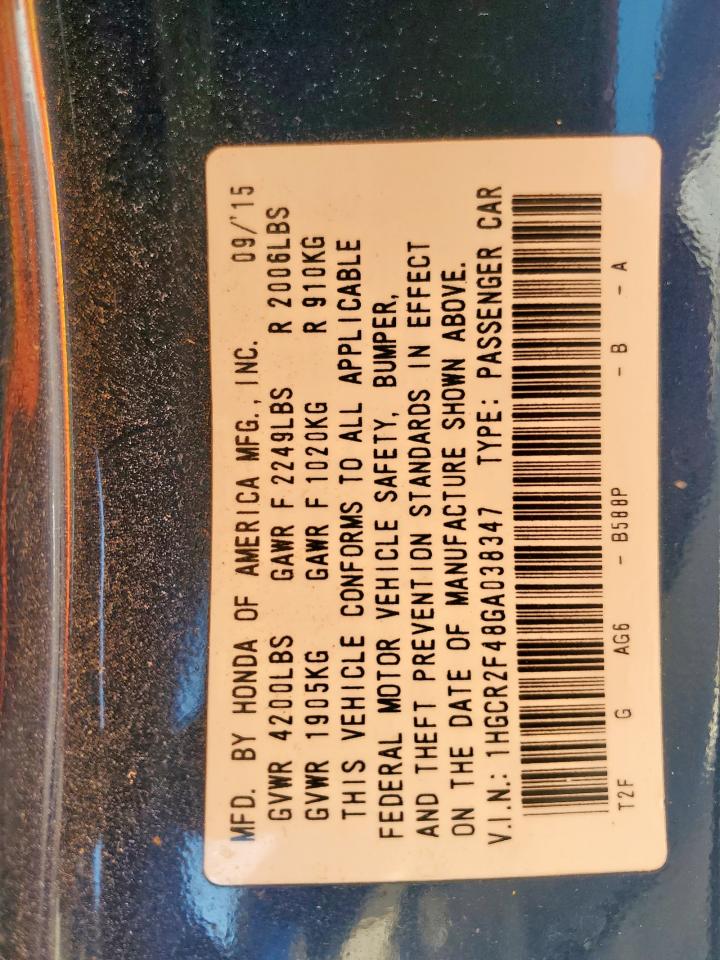 MFD. BY HONDA OF AMERICA MFG., INC. 09/'15
GVWR 4200LBS GAWR F 2249LBS R 2006LBS
GVWR 1905KG GAWR F 1020KG R 910KG
THIS VEHICLE CONFORMS TO ALL APPLICABLE
FEDERAL MOTOR VEHICLE SAFETY, BUMPER,
AND THEFT PREVENTION STANDARDS IN EFFECT
ON THE DATE OF MANUFACTURE SHOWN ABOVE.
V.I.N.: 1HGCR2F48GA038347 TYPE: PASSENGER CAR
T2F G AG6 - B588P - B - A